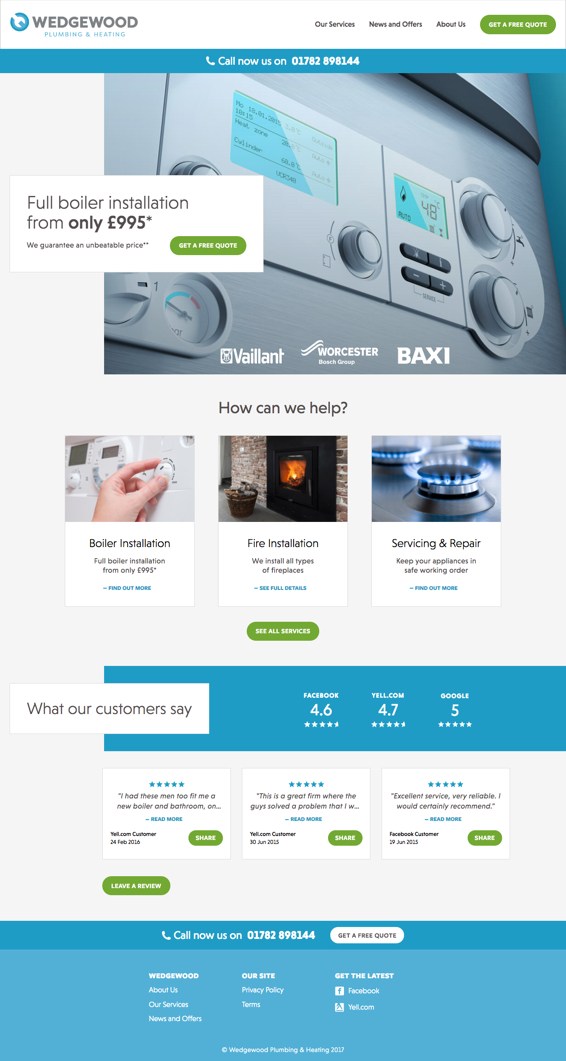 WEDGEWOOD
PLUMBING & HEATING
Our Services
News and Offers
About Us
GET A FREE QUOTE
Call now us on 01782 898144
Mo 18.01.2015
Heat zone
Cylinder
Auto
48°
Full boiler installation
from only £995*
We guarantee an unbeatable price**
GET A FREE QUOTE
Vaillant
WORCESTER
Bosch Group
BAXI
How can we help?
Boiler Installation
Full boiler installation
from only £995*
– FIND OUT MORE
Fire Installation
We install all types
of fireplaces
– SEE FULL DETAILS
Servicing & Repair
Keep your appliances in
safe working order
– FIND OUT MORE
SEE ALL SERVICES
What our customers say
FACEBOOK
4.6
YELL.COM
4.7
GOOGLE
5
"I had these men too fit me a
new boiler and bathroom, on...
– READ MORE
Yell.com Customer
24 Feb 2016
SHARE
"This is a great firm where the
guys solved a problem that I w...
– READ MORE
Yell.com Customer
30 Jun 2015
SHARE
"Excellent service, very reliable. I
would certainly recommend."
– READ MORE
Facebook Customer
19 Jun 2015
SHARE
LEAVE A REVIEW
Call now us on 01782 898144
GET A FREE QUOTE
WEDGEWOOD
About Us
Our Services
News and Offers
OUR SITE
Privacy Policy
Terms
GET THE LATEST
Facebook
Yell.com
© Wedgewood Plumbing & Heating 2017